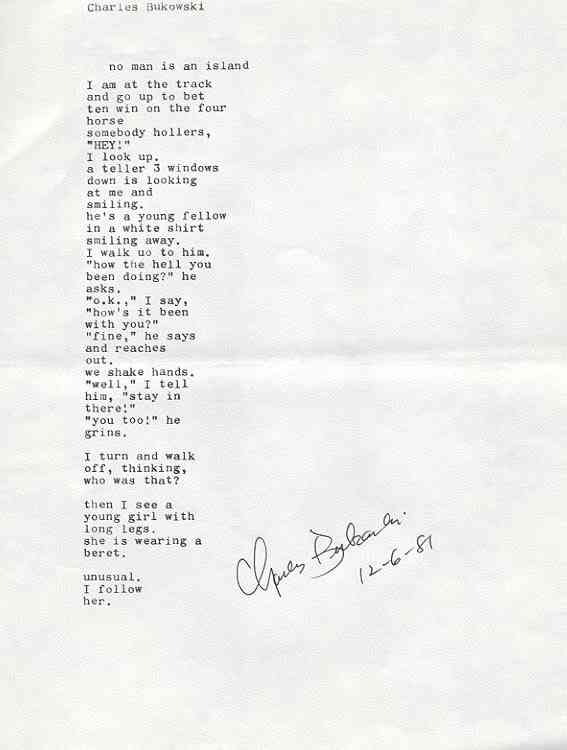 Charles Bukowski
no man is an island
I am at the track
and go up to bet
ten win on the four
horse
somebody hollers,
"HEY!"
I look up.
a teller 3 windows
down is looking
at me and
smiling.
he's a young fellow
in a white shirt
smiling away.
I walk uo to him.
"how the hell you
been doing?" he
asks.
"o.k.," I say,
"how's it been
with you?"
"fine," he says
and reaches
out.
we shake hands.
"well," I tell
him, "stay in
there!"
"you too!" he
grins.
I turn and walk
off, thinking,
who was that?
then I see a
young girl with
long legs.
she is wearing a
beret.
unusual.
I follow
her.
Charles Bukowski
12-6-81